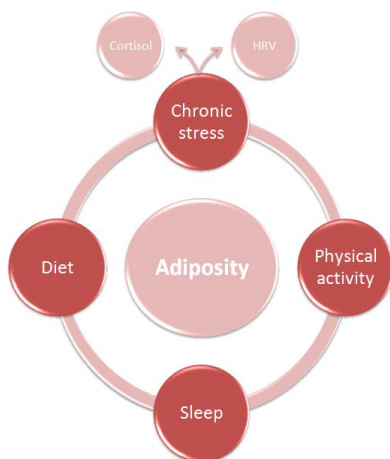 Cortisol
HRV
Chronic
stress
Diet
Adiposity
Physical
activity
Sleep